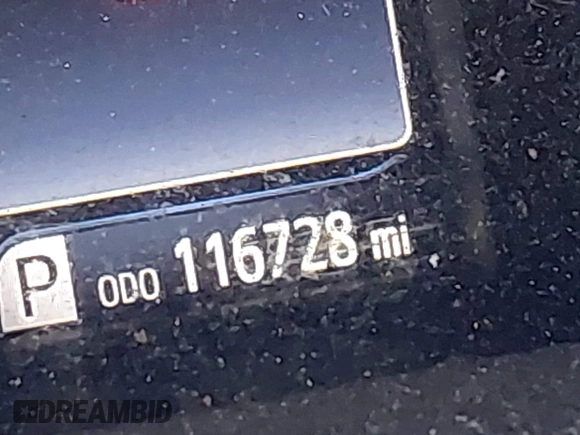 P ODO 116728 mi
DREAMBID